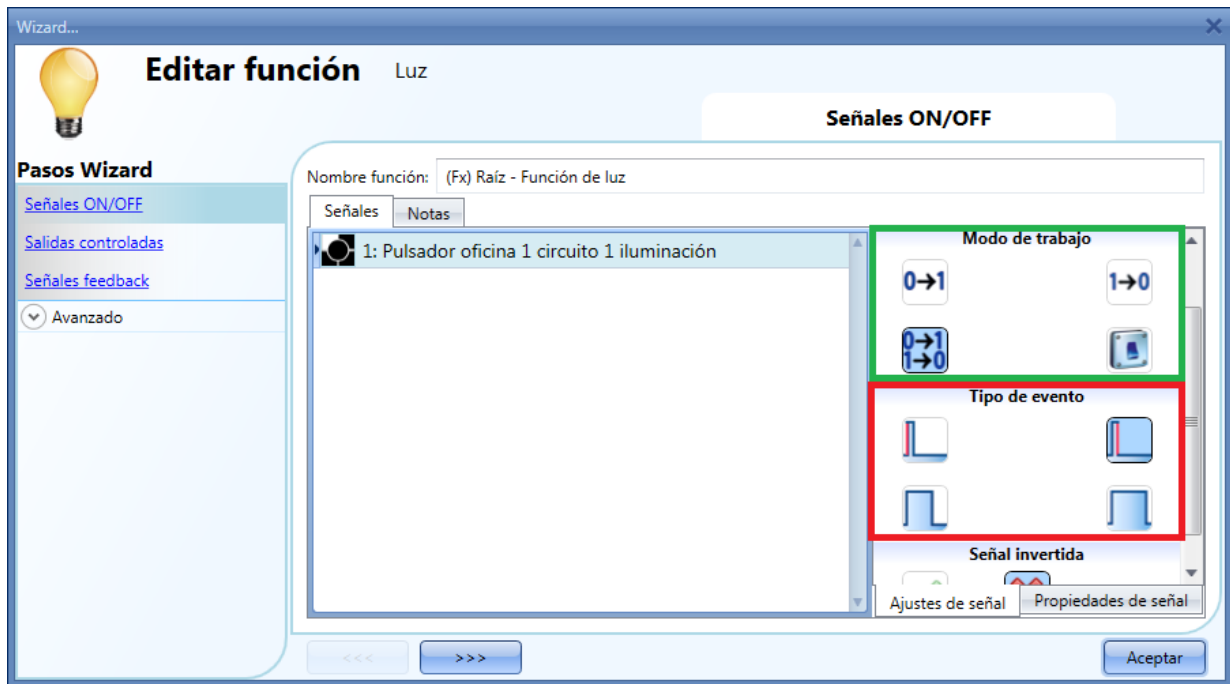 Wizard...
Editar función Luz
Señales ON/OFF
Pasos Wizard
Señales ON/OFF
Salidas controladas
Señales feedback
Avanzado
Nombre función: (Fx) Raíz - Función de luz
Señales Notas
1: Pulsador oficina 1 circuito 1 iluminación
Modo de trabajo
0→1 1→0
0→1
1→0
Tipo de evento
Señal invertida
Ajustes de señal Propiedades de señal
<<< >>> Aceptar